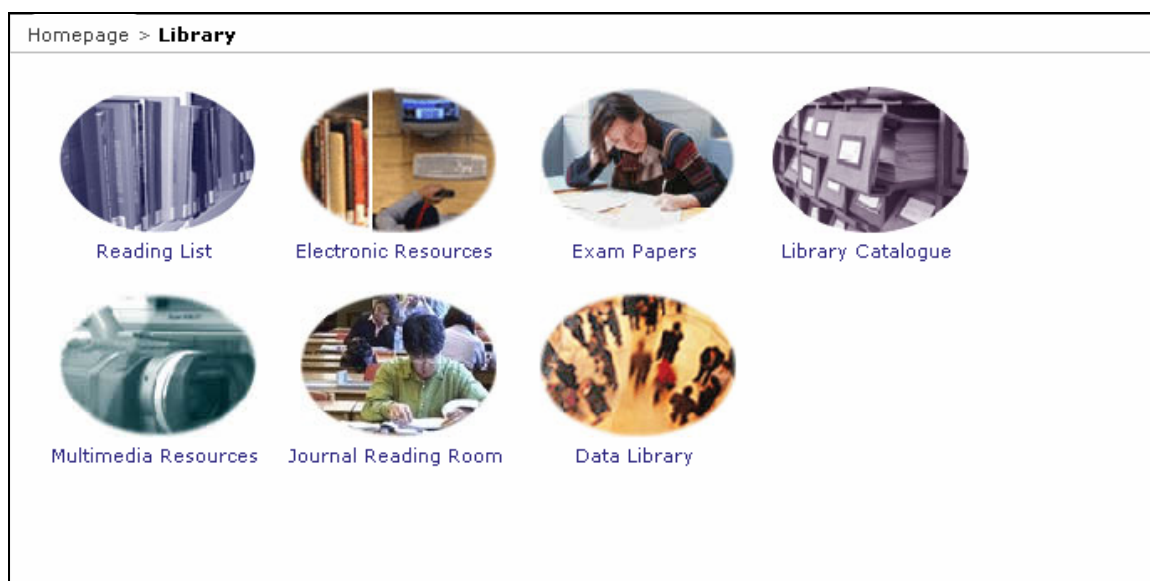 Homepage > Library
Reading List
Electronic Resources
Exam Papers
Library Catalogue
Multimedia Resources
Journal Reading Room
Data Library